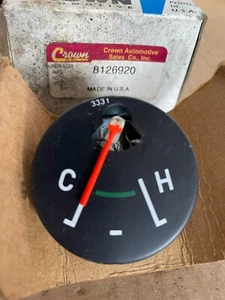 U.S.A.
Crown
Crown Automotive
Sales Co., Inc.
8126920
MADE IN U.S.A
3331
C H